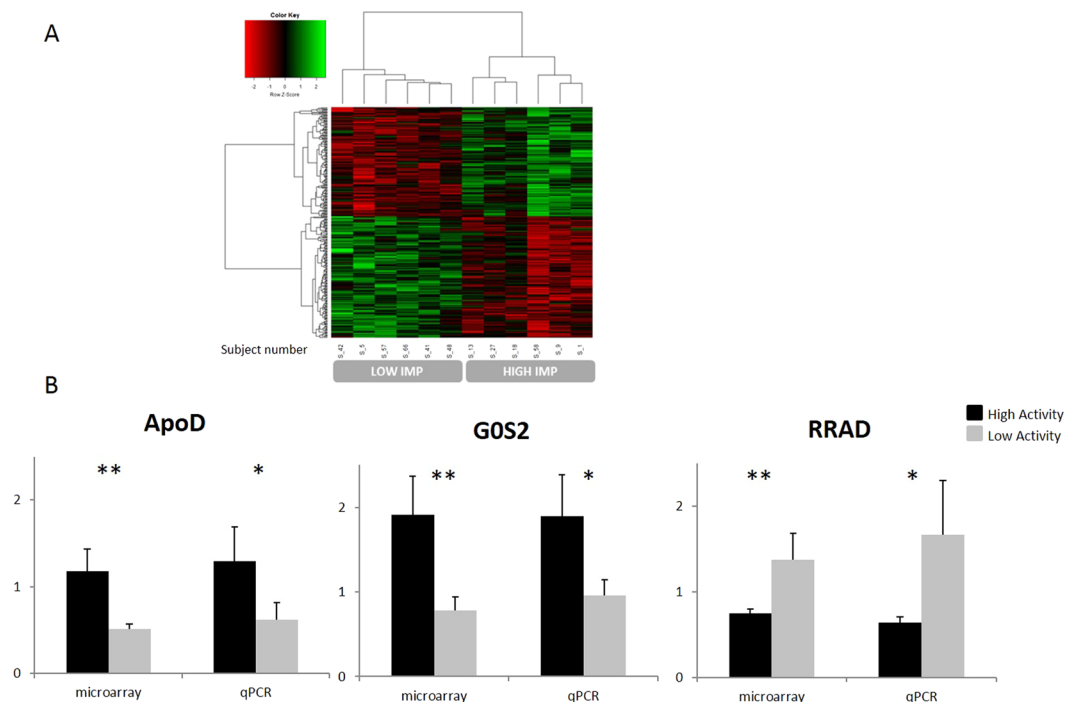 A
Color Key
-2 -1 0 1 2
Row Z-Score
Subject number
S_42 S_5 S_57 S_66 S_41 S_48 S_13 S_27 S_18 S_58 S_9 S_1
LOW IMP HIGH IMP
B
High Activity
Low Activity
ApoD
** *
2
1
0
microarray qPCR
G0S2
** *
2
1
0
microarray qPCR
RRAD
** *
2
1
0
microarray qPCR